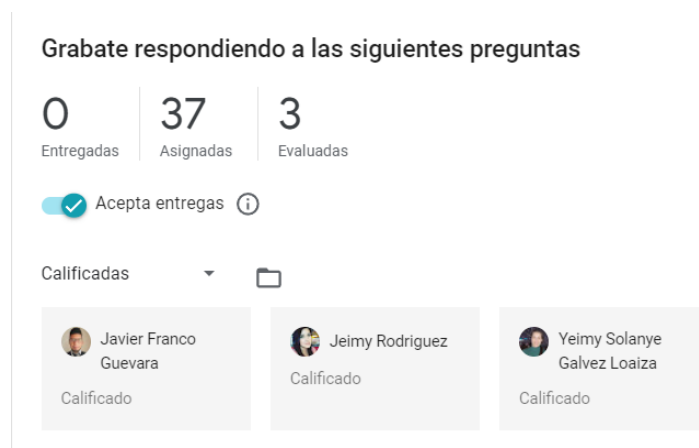 Grabate respondiendo a las siguientes preguntas
0 37 3
Entregadas Asignadas Evaluadas
Acepta entregas
Calificadas
Javier Franco
Guevara
Calificado
Jeimy Rodriguez
Calificado
Yeimy Solanye
Galvez Loaiza
Calificado